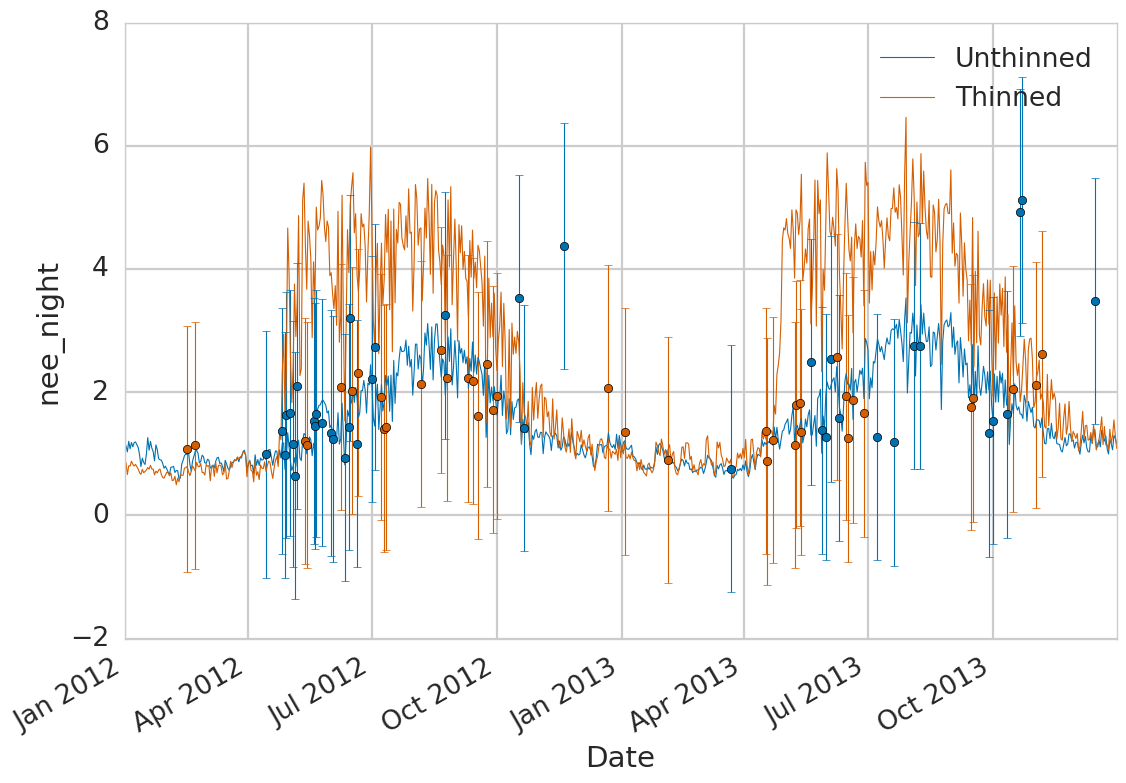 8
6
4
2
0
−2
nee_night
Unthinned
Thinned
Jan 2012
Apr 2012
Jul 2012
Oct 2012
Jan 2013
Apr 2013
Jul 2013
Oct 2013
Date